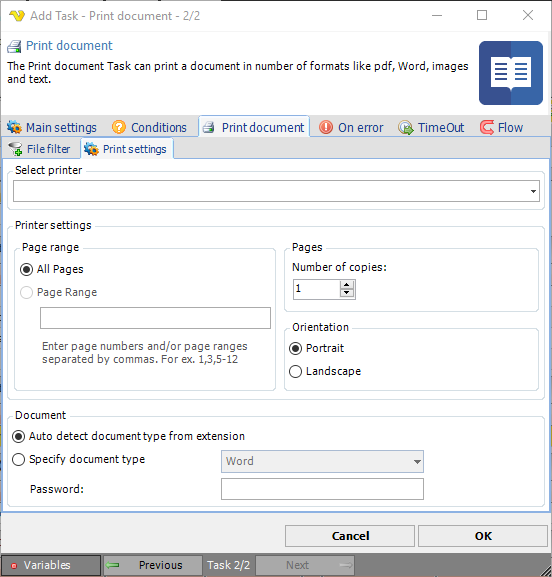 Add Task - Print document - 2/2
Print document
The Print document Task can print a document in number of formats like pdf, Word, images
and text.
Main settings Conditions Print document On error TimeOut Flow
File filter Print settings
Select printer
Printer settings
Page range
All Pages
Page Range
Enter page numbers and/or page ranges
separated by commas. For ex. 1,3,5-12
Pages
Number of copies:
1
Orientation
Portrait
Landscape
Document
Auto detect document type from extension
Specify document type Word
Password:
Cancel OK
Variables Previous Task 2/2 Next